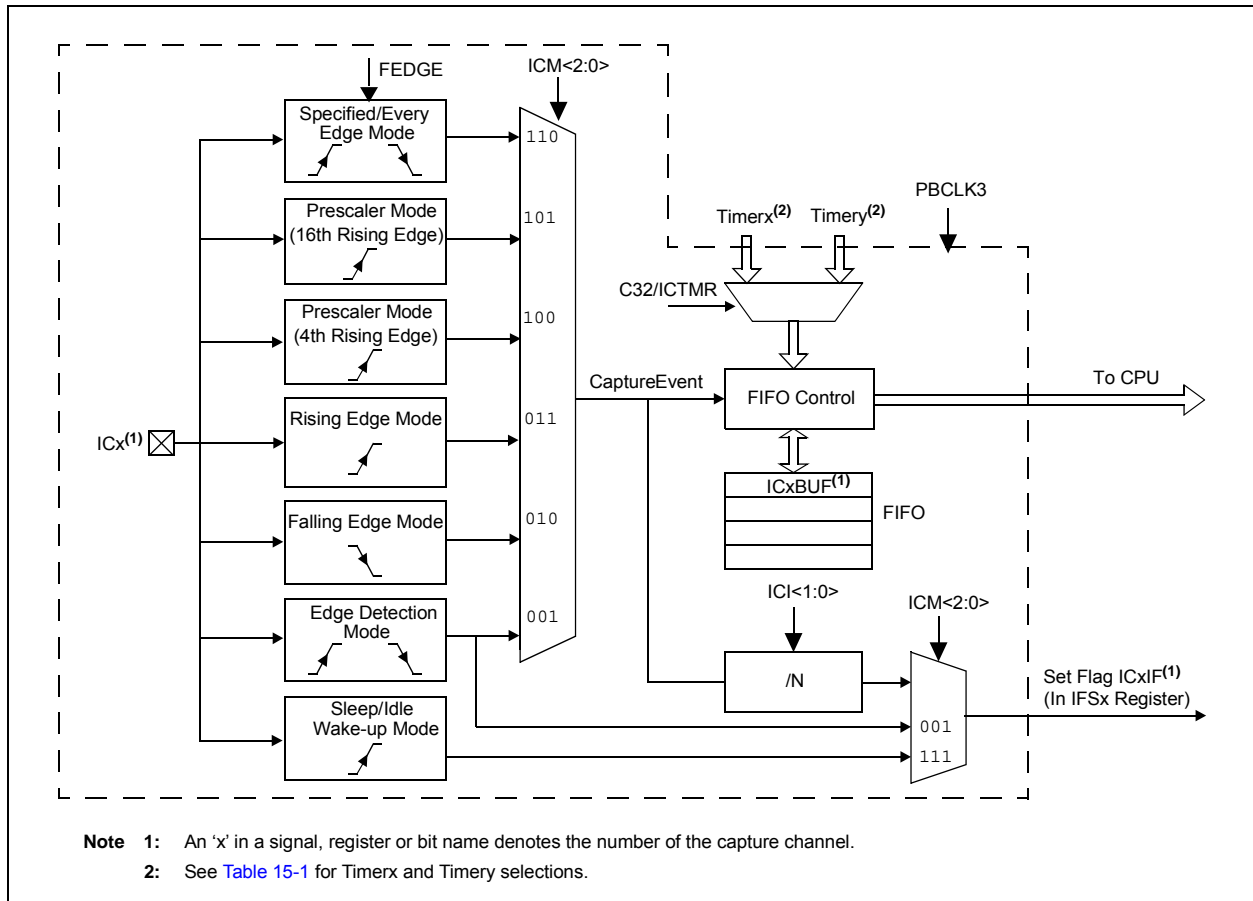 FEDGE
ICM<2:0>
Specified/Every
Edge Mode
110
Prescaler Mode
(16th Rising Edge)
101
Prescaler Mode
(4th Rising Edge)
100
Rising Edge Mode
011
Falling Edge Mode
010
Edge Detection
Mode
001
Sleep/Idle
Wake-up Mode
ICx(1)
PBCLK3
Timerx(2)
Timery(2)
C32/ICTMR
CaptureEvent
FIFO Control
To CPU
ICxBUF(1)
FIFO
ICI<1:0>
ICM<2:0>
/N
001
111
Set Flag ICxIF(1)
(In IFSx Register)
Note 1: An ‘x’ in a signal, register or bit name denotes the number of the capture channel.
2: See Table 15-1 for Timerx and Timery selections.